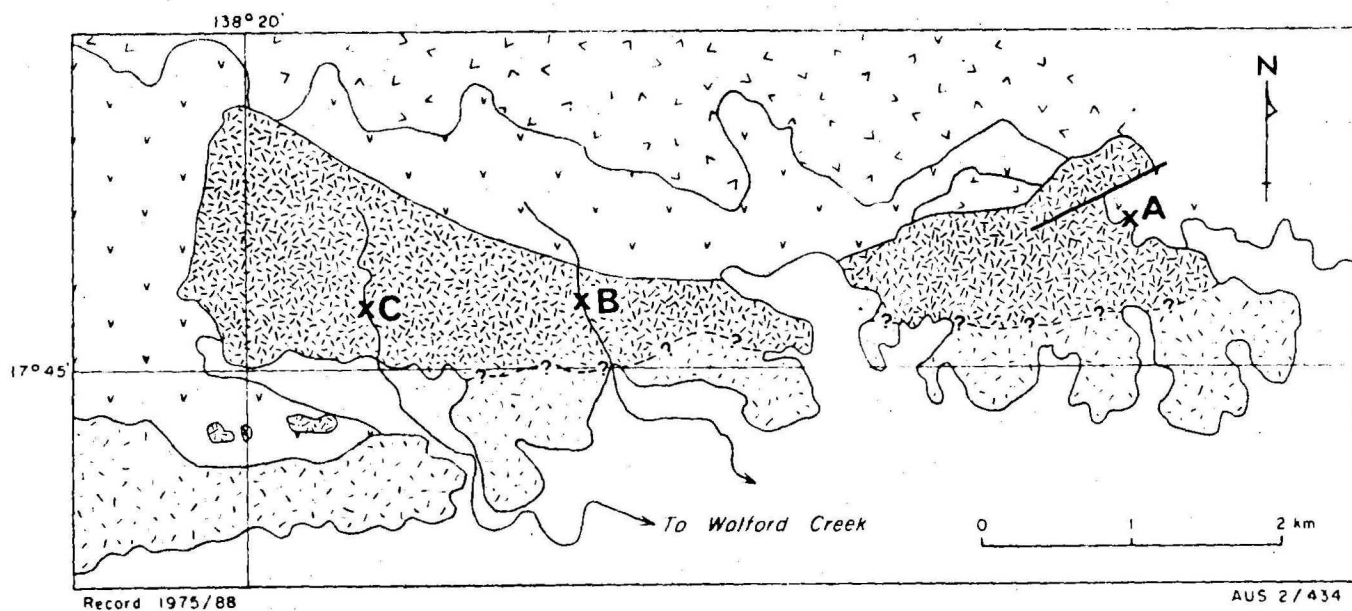 138° 20'
N
A
B
C
? ? ? ?
? ? ? ? ? ?
17° 45'
To Wolford Creek
0 1 2 km
Record 1975/88
AUS 2/434